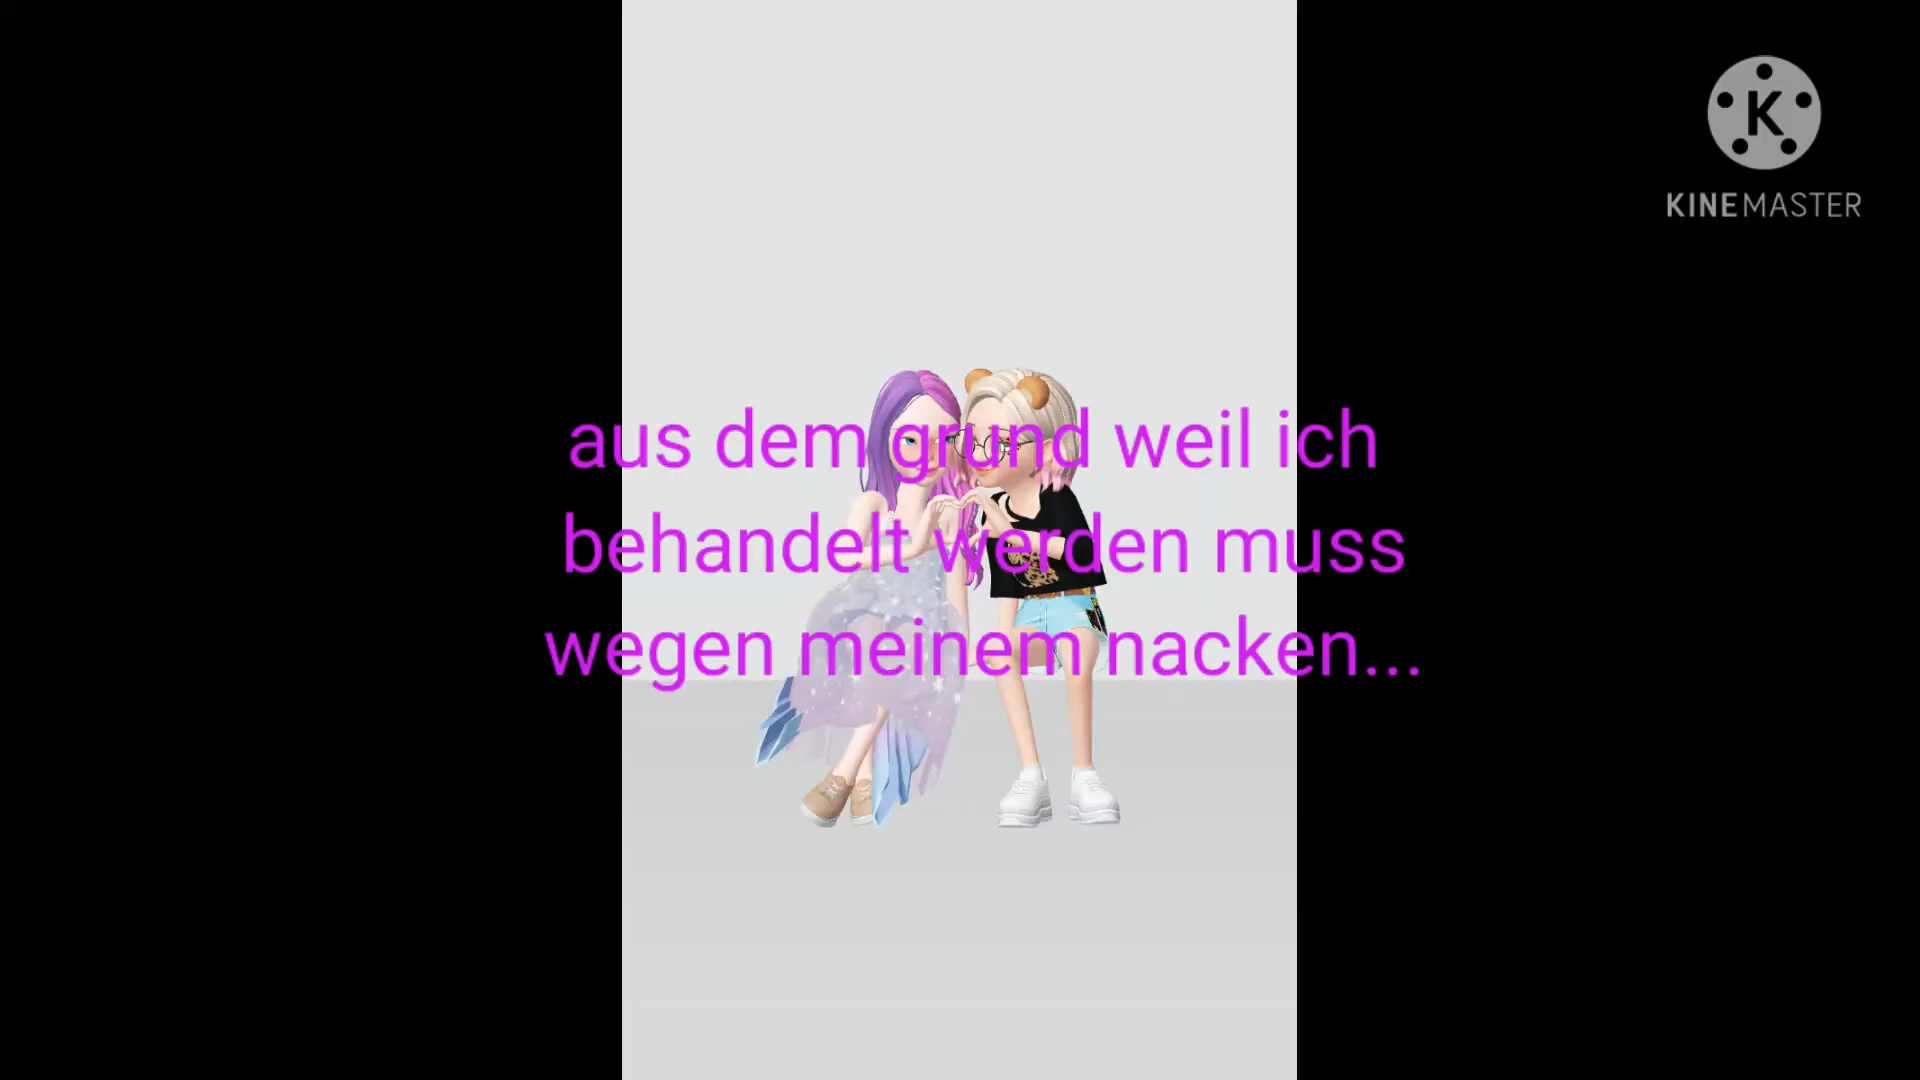 K
KINEMASTER
aus dem grund weil ich
behandelt werden muss
wegen meinem nacken...